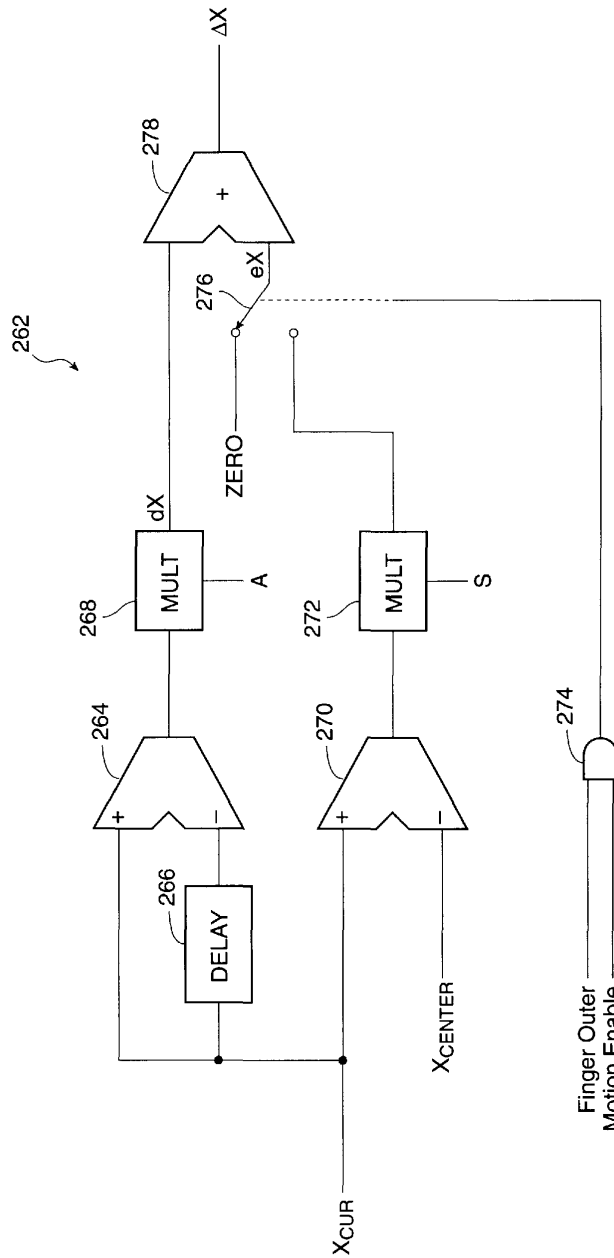 262
XCUR
266
DELAY
+
−
264
268
MULT
A
dX
XCENTER
+
−
270
272
MULT
S
ZERO
276
eX
278
+
ΔX
Finger Outer
Motion Enable
274